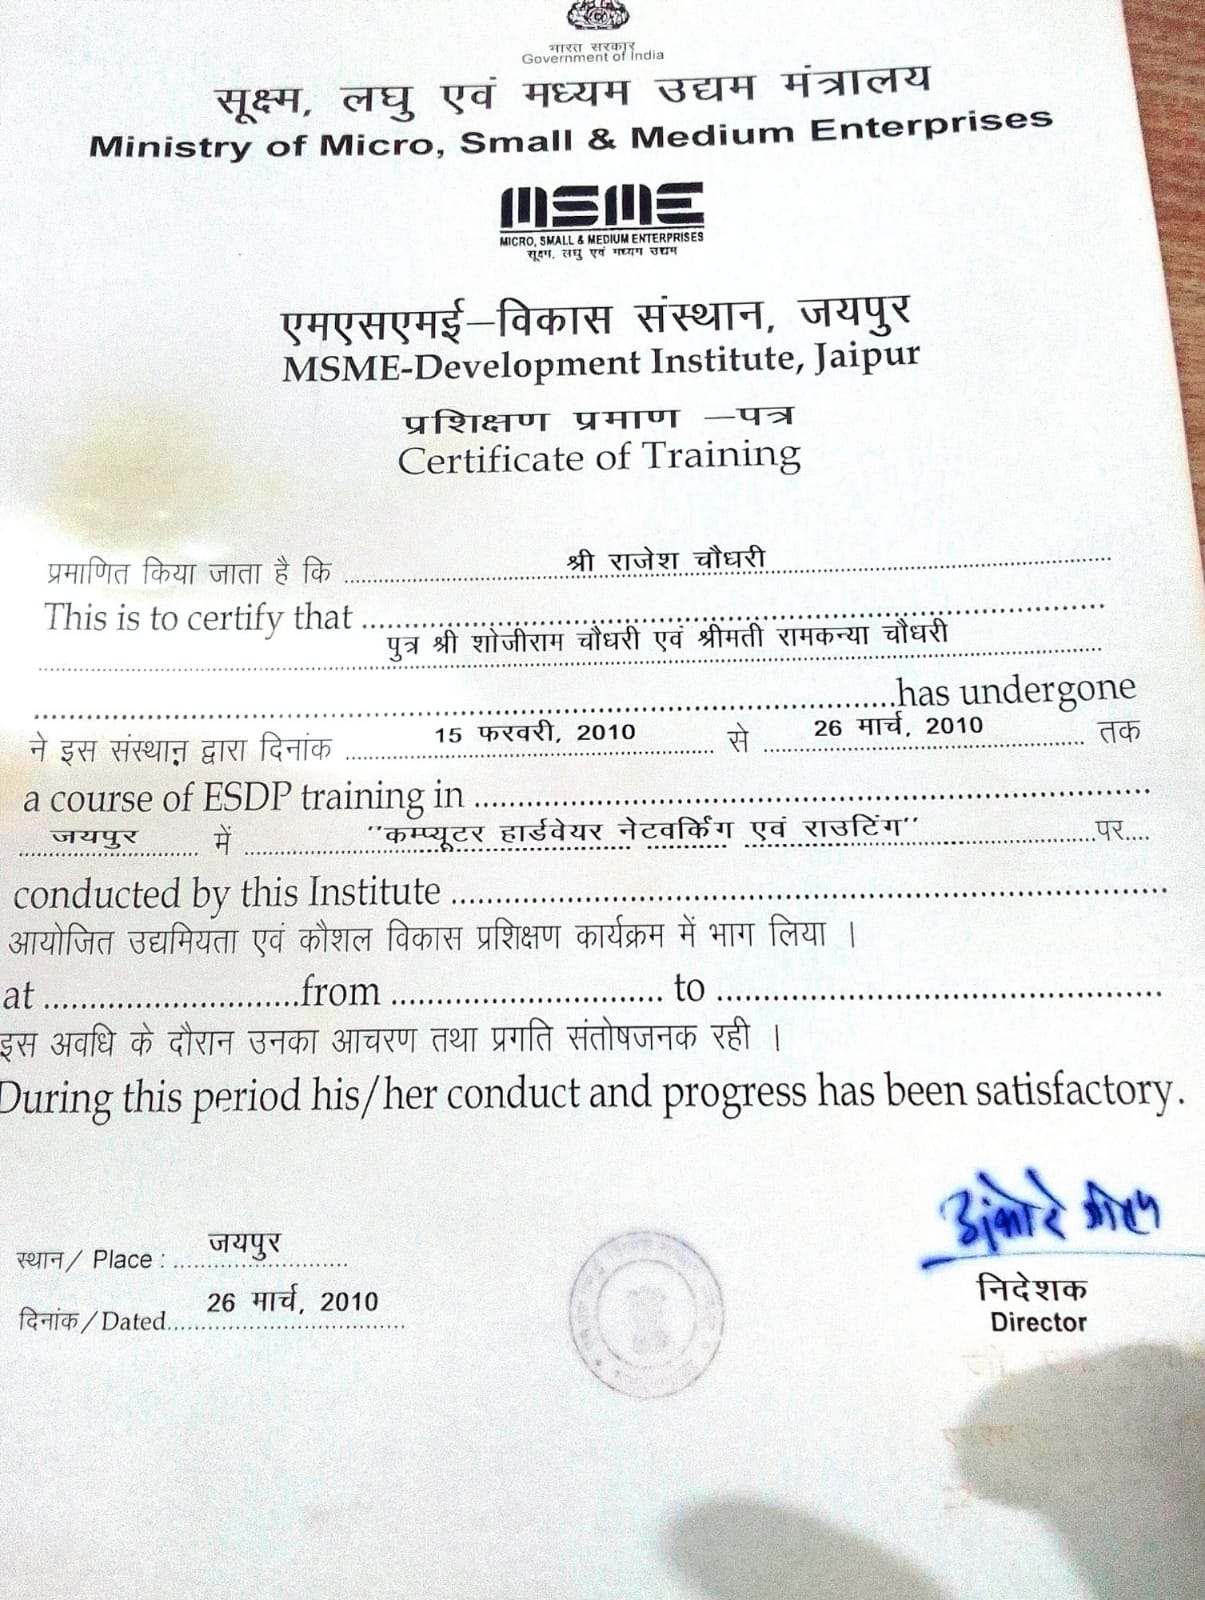 भारत सरकार
Government of India
सूक्ष्म, लघु एवं मध्यम उद्यम मंत्रालय
Ministry of Micro, Small & Medium Enterprises
MSME
MICRO, SMALL & MEDIUM ENTERPRISES
सूक्ष्म, लघु एवं मध्यम उद्यम
एमएसएमई–विकास संस्थान, जयपुर
MSME-Development Institute, Jaipur
प्रशिक्षण प्रमाण –पत्र
Certificate of Training
प्रमाणित किया जाता है कि श्री राजेश चौधरी
This is to certify that
पुत्र श्री शोजीराम चौधरी एवं श्रीमती रामकन्या चौधरी
has undergone
ने इस संस्थान द्वारा दिनांक 15 फरवरी, 2010 से 26 मार्च, 2010 तक
a course of ESDP training in
जयपुर में "कम्प्यूटर हार्डवेयर नेटवर्किंग एवं राउटिंग" पर
conducted by this Institute
आयोजित उद्यमियता एवं कौशल विकास प्रशिक्षण कार्यक्रम में भाग लिया ।
at from to
इस अवधि के दौरान उनका आचरण तथा प्रगति संतोषजनक रही ।
During this period his/her conduct and progress has been satisfactory.
स्थान / Place : जयपुर
दिनांक / Dated 26 मार्च, 2010
निदेशक
Director